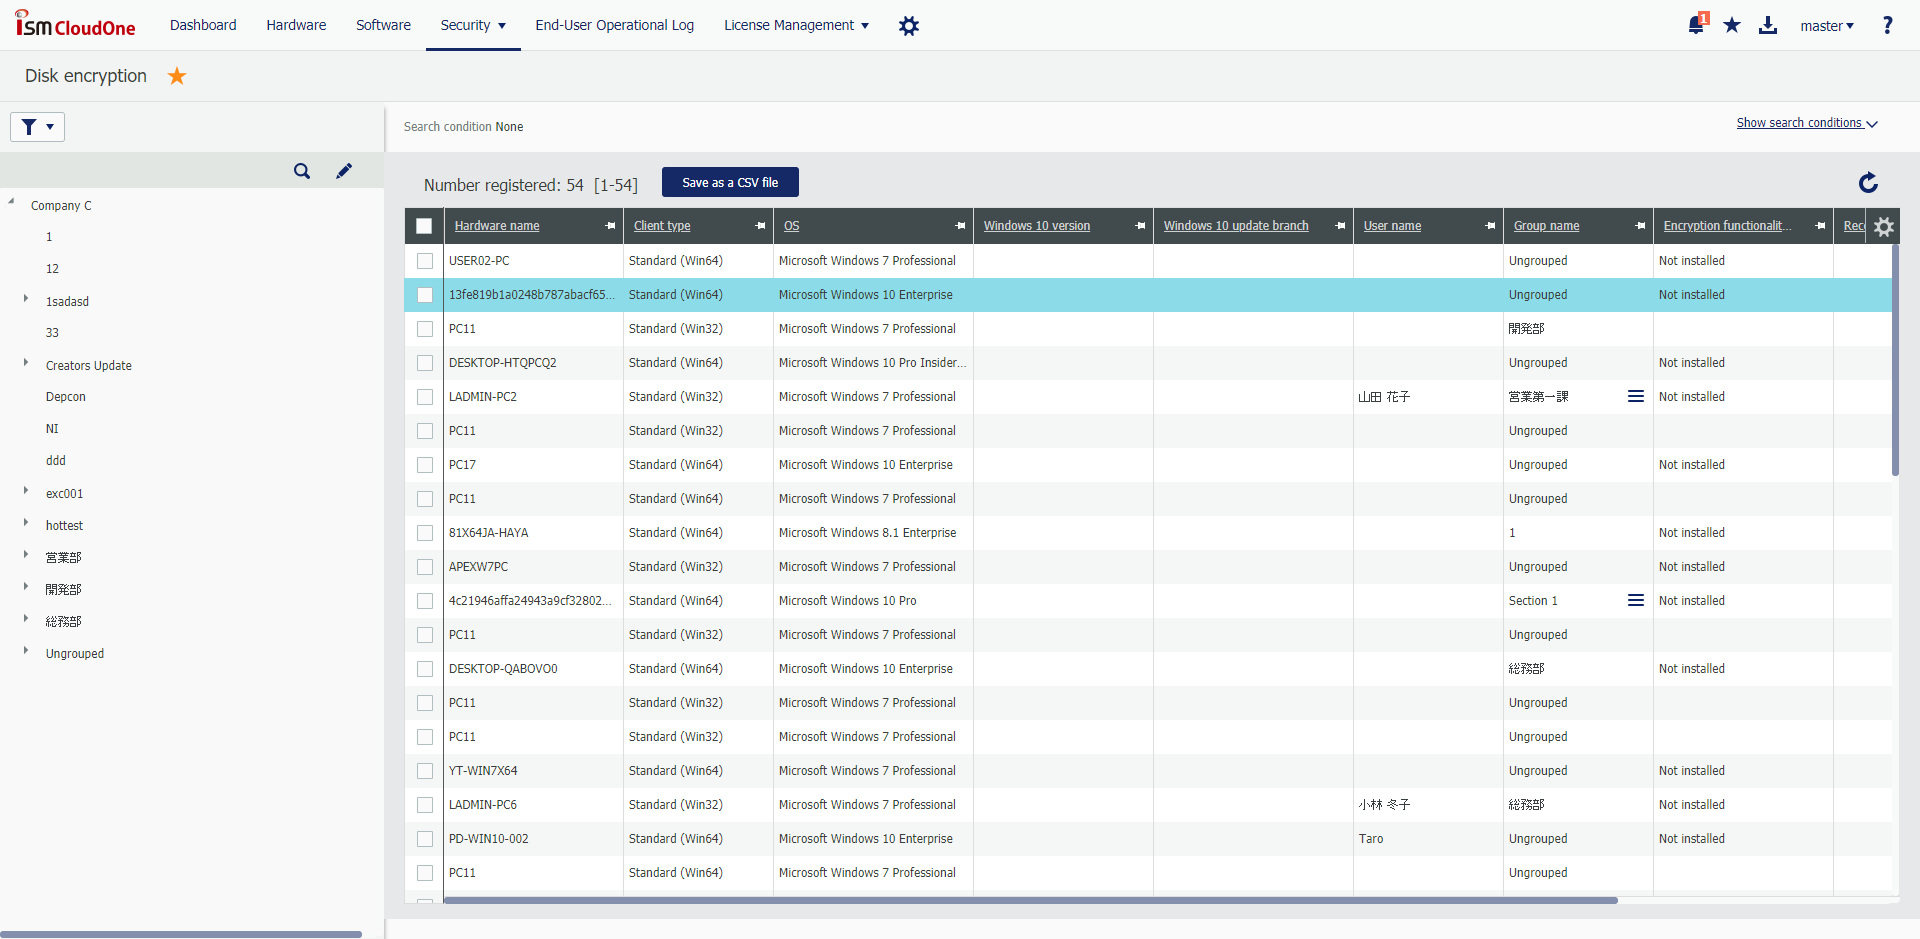 ism CloudOne Dashboard Hardware Software Security End-User Operational Log License Management 1 master ?
Disk encryption
Search condition None Show search conditions
Number registered: 54 [1-54] Save as a CSV file
Company C
1
12
1sadasd
33
Creators Update
Depcon
NI
ddd
exc001
hottest
営業部
開発部
総務部
Ungrouped
Hardware name Client type OS Windows 10 version Windows 10 update branch User name Group name Encryption functionalit...
USER02-PC Standard (Win64) Microsoft Windows 7 Professional Ungrouped Not installed
13fe819b1a0248b787abacf65... Standard (Win64) Microsoft Windows 10 Enterprise Ungrouped Not installed
PC11 Standard (Win32) Microsoft Windows 7 Professional 開発部
DESKTOP-HTQPCQ2 Standard (Win64) Microsoft Windows 10 Pro Insider... Ungrouped Not installed
LADMIN-PC2 Standard (Win32) Microsoft Windows 7 Professional 山田 花子 営業第一課 Not installed
PC11 Standard (Win32) Microsoft Windows 7 Professional Ungrouped
PC17 Standard (Win64) Microsoft Windows 10 Enterprise Ungrouped Not installed
PC11 Standard (Win64) Microsoft Windows 7 Professional Ungrouped
81X64JA-HAYA Standard (Win64) Microsoft Windows 8.1 Enterprise 1 Not installed
APEXW7PC Standard (Win32) Microsoft Windows 7 Professional Ungrouped Not installed
4c21946affa24943a9cf32802... Standard (Win64) Microsoft Windows 10 Pro Section 1 Not installed
PC11 Standard (Win32) Microsoft Windows 7 Professional Ungrouped
DESKTOP-QABOVO0 Standard (Win64) Microsoft Windows 10 Enterprise 総務部 Not installed
PC11 Standard (Win32) Microsoft Windows 7 Professional Ungrouped
PC11 Standard (Win32) Microsoft Windows 7 Professional Ungrouped
YT-WIN7X64 Standard (Win64) Microsoft Windows 7 Professional Ungrouped Not installed
LADMIN-PC6 Standard (Win32) Microsoft Windows 7 Professional 小林 冬子 総務部 Not installed
PD-WIN10-002 Standard (Win64) Microsoft Windows 10 Enterprise Taro Ungrouped Not installed
PC11 Standard (Win64) Microsoft Windows 7 Professional Ungrouped